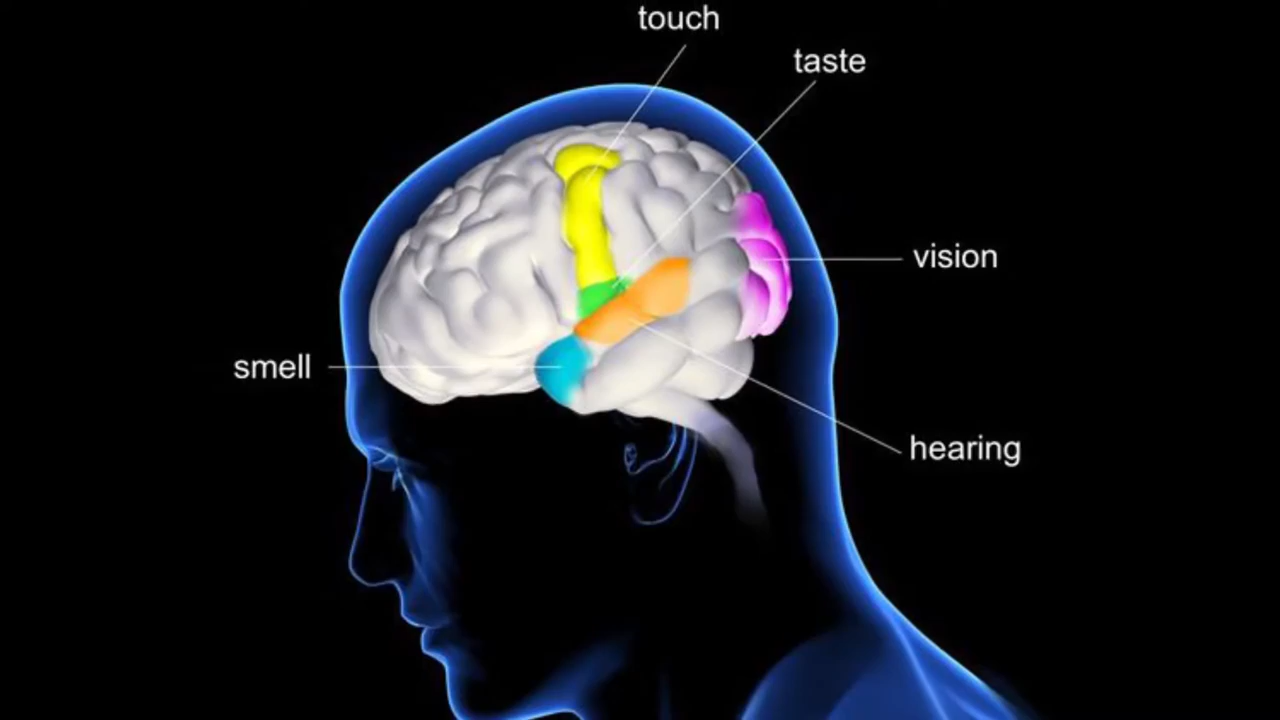 touch
taste
vision
smell
hearing